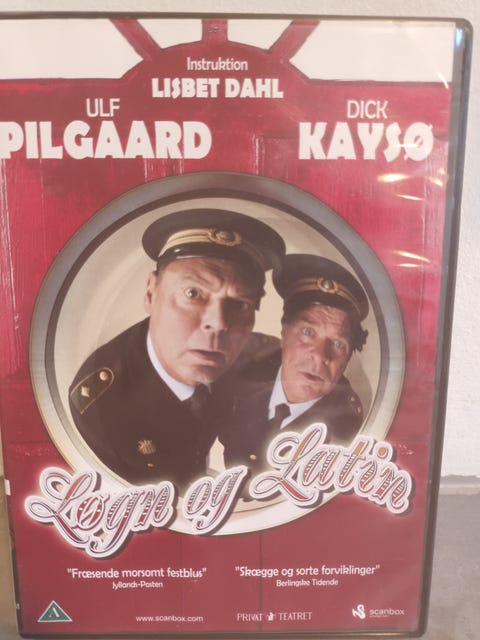 Instruktion
LISBET DAHL
ULF
PILGAARD
DICK
KAYSØ
Løgn og Latin
"Fræsende morsomt festblus"
Jyllands-Posten
"Skægge og sorte forviklinger"
Berlingske Tidende
A
www.scanbox.com
PRIVAT TEATRET
scanbox